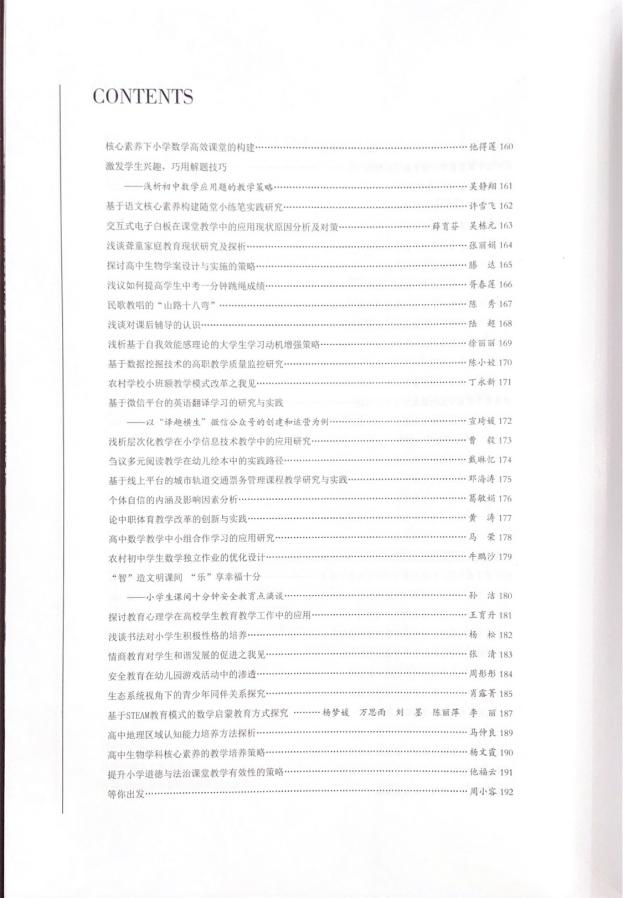 CONTENTS
核心素养下小学数学高效课堂的构建……他得莲 160
激发学生兴趣，巧用解题技巧
——浅析初中数学应用题的教学策略……吴静翔 161
基于语文核心素养构建随堂小练笔实践研究……许雪飞 162
交互式电子白板在课堂教学中的应用现状原因分析及对策……薛育芬 吴栋元 163
浅谈聋童家庭教育现状研究及探析……张丽娟 164
探讨高中生物学案设计与实施的策略……滕 达 165
浅议如何提高学生中考一分钟跳绳成绩……胥春莲 166
民歌教唱的“山路十八弯”……陈 秀 167
浅谈对课后辅导的认识……陆 超 168
浅析基于自我效能感理论的大学生学习动机增强策略……徐丽丽 169
基于数据挖掘技术的高职教学质量监控研究……陈小姣 170
农村学校小班额教学模式改革之我见……丁永新 171
基于微信平台的英语翻译学习的研究与实践
——以“译趣横生”微信公众号的创建和运营为例……宣琦媛 172
浅析层次化教学在小学信息技术教学中的应用研究……曹 毅 173
刍议多元阅读教学在幼儿绘本中的实践路径……戴琳忆 174
基于线上平台的城市轨道交通票务管理课程教学研究与实践……邓海涛 175
个体自信的内涵及影响因素分析……葛敏娟 176
论中职体育教学改革的创新与实践……黄 涛 177
高中数学教学中小组合作学习的应用研究……马 荣 178
农村初中学生数学独立作业的优化设计……牛鹏沙 179
“智”造文明课间 “乐”享幸福十分
——小学生课间十分钟安全教育点滴谈……孙 洁 180
探讨教育心理学在高校学生教育教学工作中的应用……王育升 181
浅谈书法对小学生积极性格的培养……杨 松 182
情商教育对学生和谐发展的促进之我见……张 清 183
安全教育在幼儿园游戏活动中的渗透……周彤彤 184
生态系统视角下的青少年同伴关系探究……肖露菁 185
基于STEAM教育模式的数学启蒙教育方式探究……杨梦媛 万思雨 刘 墨 陈丽萍 李 丽 187
高中地理区域认知能力培养方法探析……马仲良 189
高中生物学科核心素养的教学培养策略……杨文霞 190
提升小学道德与法治课堂教学有效性的策略……他福云 191
等你出发……周小容 192